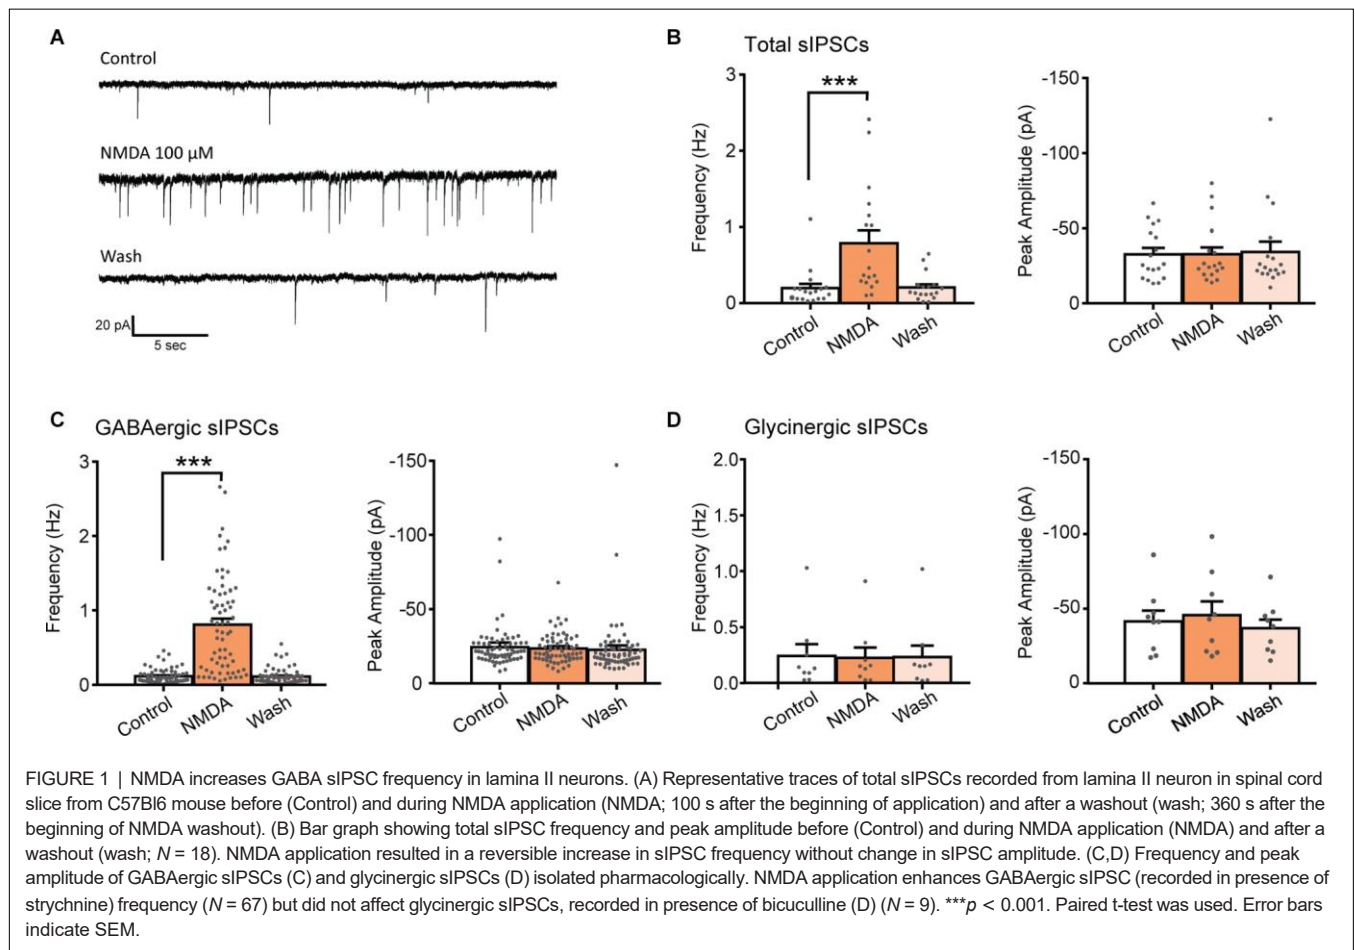 A
Control
NMDA 100 µM
Wash
20 pA
5 sec
B
Total sIPSCs
Frequency (Hz)
3
2
1
0
***
Control
NMDA
Wash
Peak Amplitude (pA)
-150
-100
-50
0
Control
NMDA
Wash
C
GABAergic sIPSCs
Frequency (Hz)
3
2
1
0
***
Control
NMDA
Wash
Peak Amplitude (pA)
-150
-100
-50
0
Control
NMDA
Wash
D
Glycinergic sIPSCs
Frequency (Hz)
2.0
1.5
1.0
0.5
0.0
Control
NMDA
Wash
Peak Amplitude (pA)
-150
-100
-50
0
Control
NMDA
Wash
FIGURE 1 | NMDA increases GABA sIPSC frequency in lamina II neurons. (A) Representative traces of total sIPSCs recorded from lamina II neuron in spinal cord
slice from C57Bl6 mouse before (Control) and during NMDA application (NMDA; 100 s after the beginning of application) and after a washout (wash; 360 s after the
beginning of NMDA washout). (B) Bar graph showing total sIPSC frequency and peak amplitude before (Control) and during NMDA application (NMDA) and after a
washout (wash; N = 18). NMDA application resulted in a reversible increase in sIPSC frequency without change in sIPSC amplitude. (C,D) Frequency and peak
amplitude of GABAergic sIPSCs (C) and glycinergic sIPSCs (D) isolated pharmacologically. NMDA application enhances GABAergic sIPSC (recorded in presence of
strychnine) frequency (N = 67) but did not affect glycinergic sIPSCs, recorded in presence of bicuculline (D) (N = 9). ***p < 0.001. Paired t-test was used. Error bars
indicate SEM.